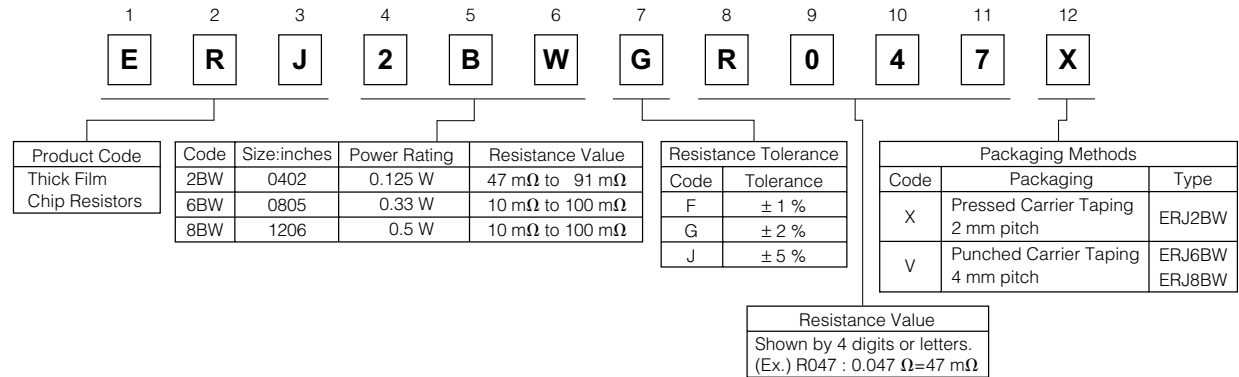 1 2 3 4 5 6 7 8 9 10 11 12
E R J 2 B W G R 0 4 7 X
Product Code
Thick Film
Chip Resistors
Code Size:inches Power Rating Resistance Value
2BW 0402 0.125 W 47 mΩ to 91 mΩ
6BW 0805 0.33 W 10 mΩ to 100 mΩ
8BW 1206 0.5 W 10 mΩ to 100 mΩ
Resistance Tolerance
Code Tolerance
F ± 1 %
G ± 2 %
J ± 5 %
Packaging Methods
Code Packaging Type
X Pressed Carrier Taping
2 mm pitch ERJ2BW
V Punched Carrier Taping ERJ6BW
4 mm pitch ERJ8BW
Resistance Value
Shown by 4 digits or letters.
(Ex.) R047 : 0.047 Ω=47 mΩ